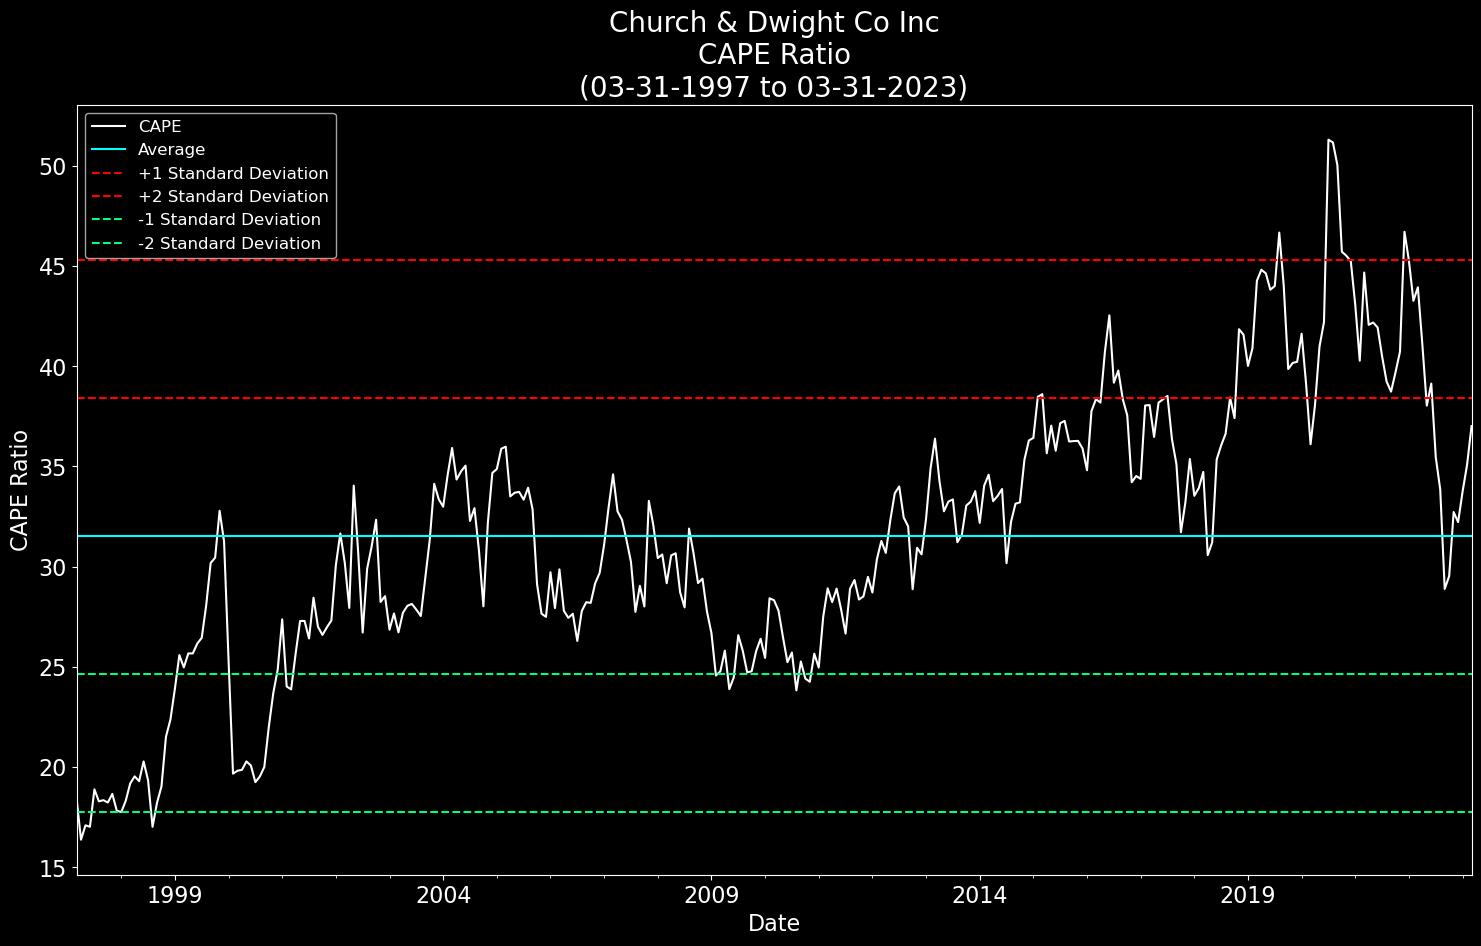 Church & Dwight Co Inc
CAPE Ratio
(03-31-1997 to 03-31-2023)
CAPE
Average
+1 Standard Deviation
+2 Standard Deviation
-1 Standard Deviation
-2 Standard Deviation
50
45
40
35
30
25
20
15
CAPE Ratio
1999
2004
2009
2014
2019
Date